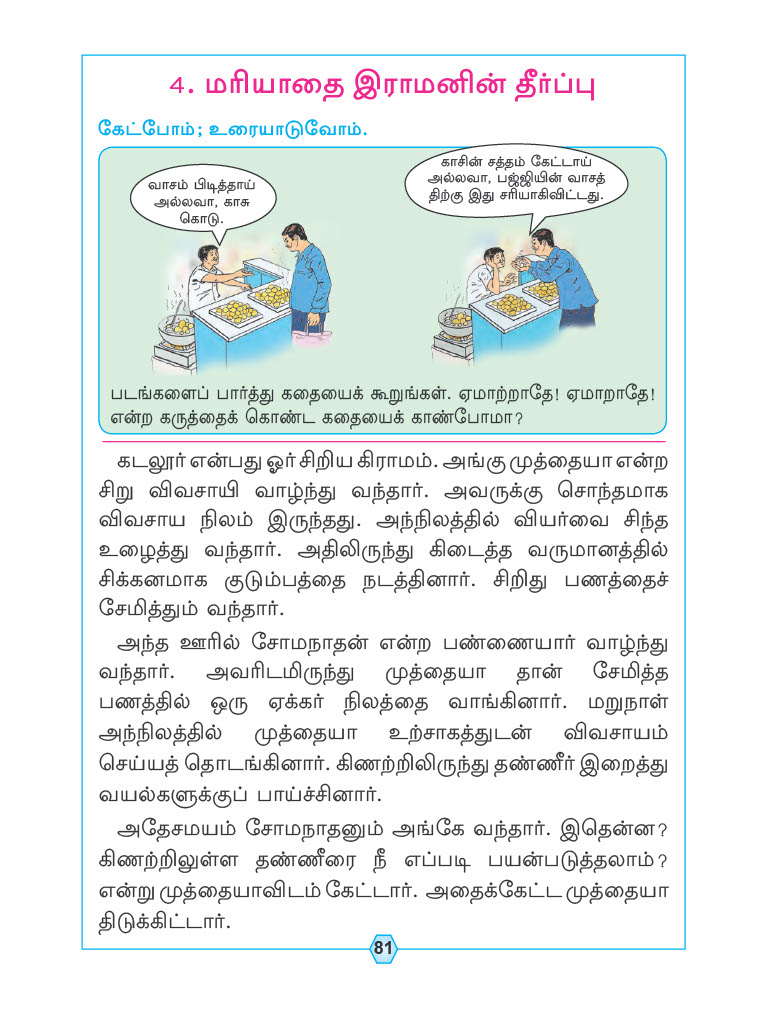 4. மரியாதை இராமனின் தீர்ப்பு
கேட்போம்; உரையாடுவோம்.
வாசம் பிடித்தாய்
அல்லவா, காசு
கொடு.
காசின் சத்தம் கேட்டாய்
அல்லவா, பஜ்ஜியின் வாசத்
திற்கு இது சரியாகிவிட்டது.
படங்களைப் பார்த்து கதையைக் கூறுங்கள். ஏமாற்றாதே! ஏமாறாதே!
என்ற கருத்தைக் கொண்ட கதையைக் காண்போமா?
கடலூர் என்பது ஓர் சிறிய கிராமம். அங்கு முத்தையா என்ற
சிறு விவசாயி வாழ்ந்து வந்தார். அவருக்கு சொந்தமாக
விவசாய நிலம் இருந்தது. அந்நிலத்தில் வியர்வை சிந்த
உழைத்து வந்தார். அதிலிருந்து கிடைத்த வருமானத்தில்
சிக்கனமாக குடும்பத்தை நடத்தினார். சிறிது பணத்தைச்
சேமித்தும் வந்தார்.
அந்த ஊரில் சோமநாதன் என்ற பண்ணையார் வாழ்ந்து
வந்தார். அவரிடமிருந்து முத்தையா தான் சேமித்த
பணத்தில் ஒரு ஏக்கர் நிலத்தை வாங்கினார். மறுநாள்
அந்நிலத்தில் முத்தையா உற்சாகத்துடன் விவசாயம்
செய்யத் தொடங்கினார். கிணற்றிலிருந்து தண்ணீர் இறைத்து
வயல்களுக்குப் பாய்ச்சினார்.
அதேசமயம் சோமநாதனும் அங்கே வந்தார். இதென்ன?
கிணற்றிலுள்ள தண்ணீரை நீ எப்படி பயன்படுத்தலாம்?
என்று முத்தையாவிடம் கேட்டார். அதைக்கேட்ட முத்தையா
திடுக்கிட்டார்.
81